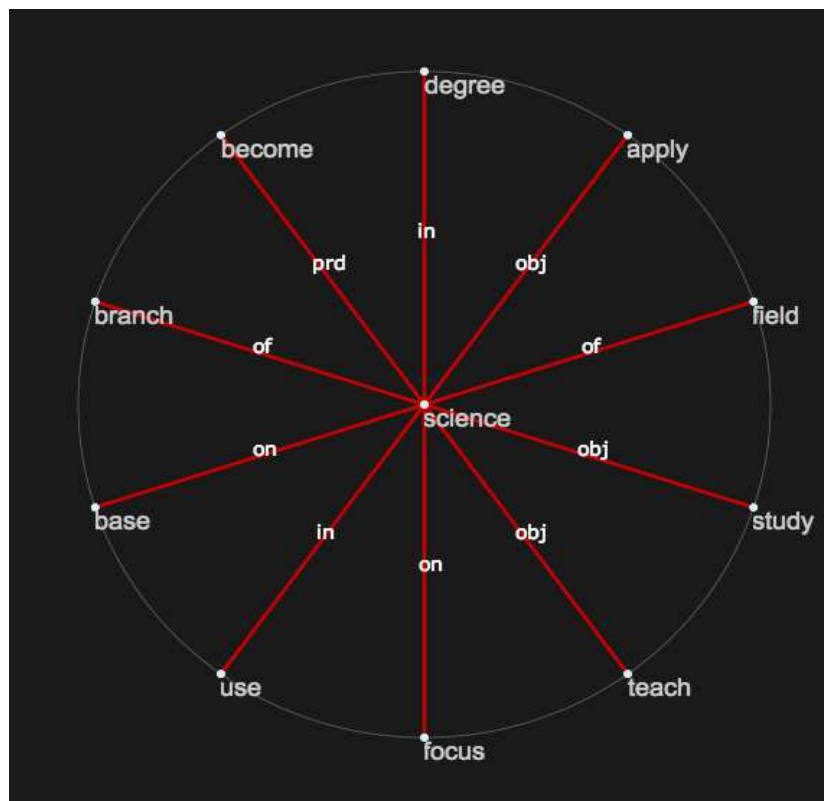 degree
become
apply
in
prd
obj
branch
field
of
of
science
on
obj
base
study
in
obj
on
use
teach
focus